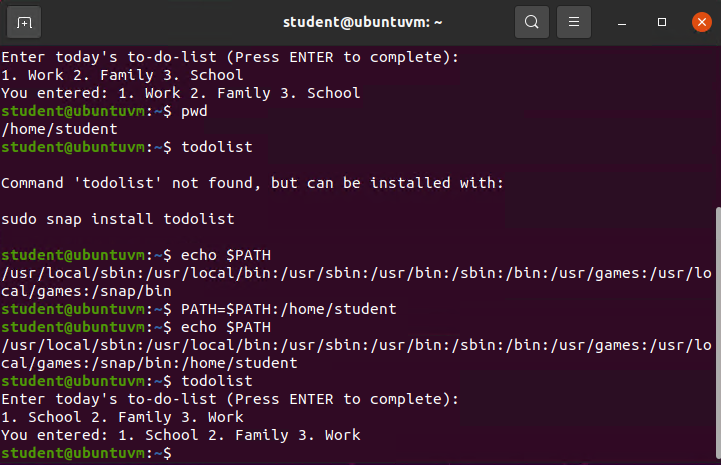 student@ubuntuvm: ~
Enter today's to-do-list (Press ENTER to complete):
1. Work 2. Family 3. School
You entered: 1. Work 2. Family 3. School
student@ubuntuvm:~$ pwd
/home/student
student@ubuntuvm:~$ todolist
Command 'todolist' not found, but can be installed with:
sudo snap install todolist
student@ubuntuvm:~$ echo $PATH
/usr/local/sbin:/usr/local/bin:/usr/sbin:/usr/bin:/sbin:/bin:/usr/games:/usr/lo
cal/games:/snap/bin
student@ubuntuvm:~$ PATH=$PATH:/home/student
student@ubuntuvm:~$ echo $PATH
/usr/local/sbin:/usr/local/bin:/usr/sbin:/usr/bin:/sbin:/bin:/usr/games:/usr/lo
cal/games:/snap/bin:/home/student
student@ubuntuvm:~$ todolist
Enter today's to-do-list (Press ENTER to complete):
1. School 2. Family 3. Work
You entered: 1. School 2. Family 3. Work
student@ubuntuvm:~$